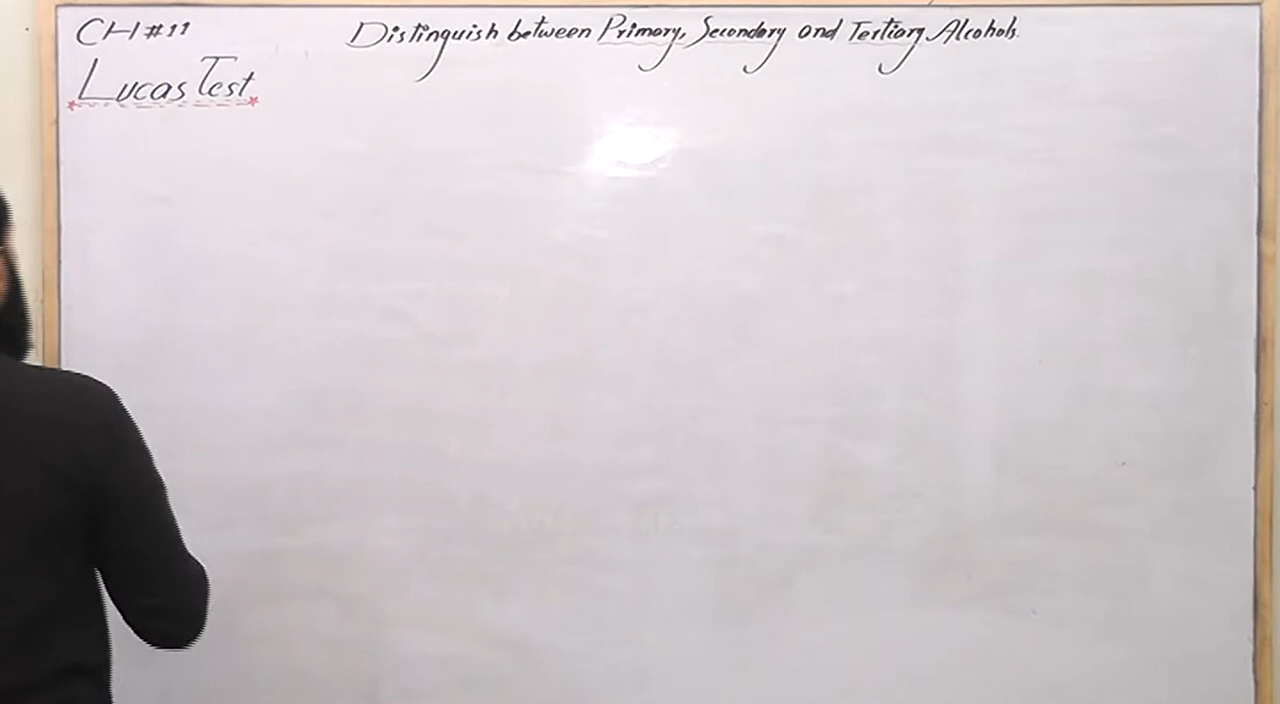 CH#11
Distinguish between Primary, Secondary and Tertiary Alcohols.
Lucas Test